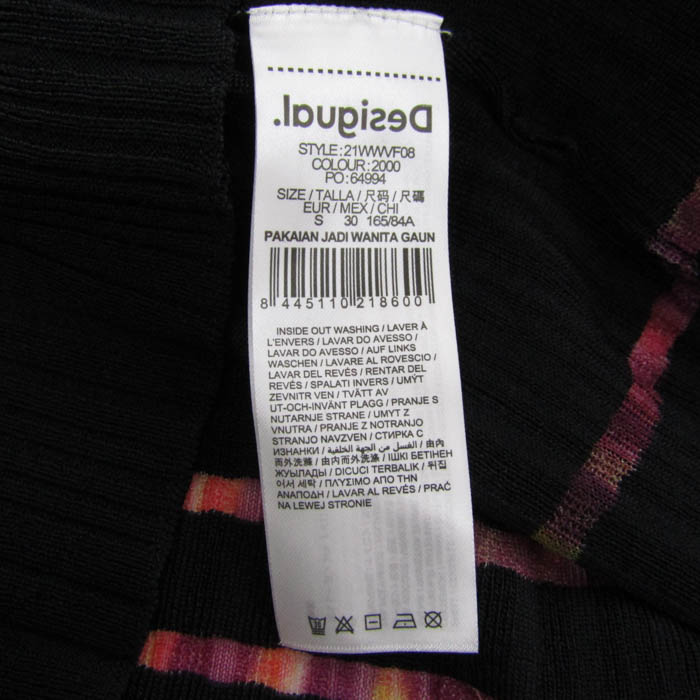 Desigual.
STYLE:21WWVF08
COLOUR:2000
PO:64994
SIZE / TALLA / 尺码 / 尺碼
EUR / MEX / CHI
S 30 165/84A
PAKAIAN JADI WANITA GAUN
8 445110 218600
INSIDE OUT WASHING / LAVER À
L'ENVERS / LAVAR DO AVESSO /
LAVAR DO AVESSO / AUF LINKS
WASCHEN / LAVARE AL ROVESCIO /
LAVAR DEL REVÉS / RENTAR DEL
REVÉS / SPALATI INVERS / UMÝT
ZEVNITR VEN / TVÄTT AV
UT-OCH-INVÄNT PLAGG / PRANJE S
NUTARNJE STRANE / UMYT Z
VNUTRA / PRANJE Z NOTRANJO
STRANJO NAVZVEN / СТИРКА С
ИЗНАНКИ / الغسل من الجهة الخلفية / 由内
而外洗涤 / 由內而外洗滌 / ІШКІ БЕТІНЕН
ЖУЫЛАДЫ / DICUCI TERBALIK / 뒤집
어서 세탁 / ΠΛΥΣΙΜΟ ΑΠΟ ΤΗΝ
ΑΝΑΠΟΔΗ / LAVAR AL REVÉS / PRAĆ
NA LEWEJ STRONIE